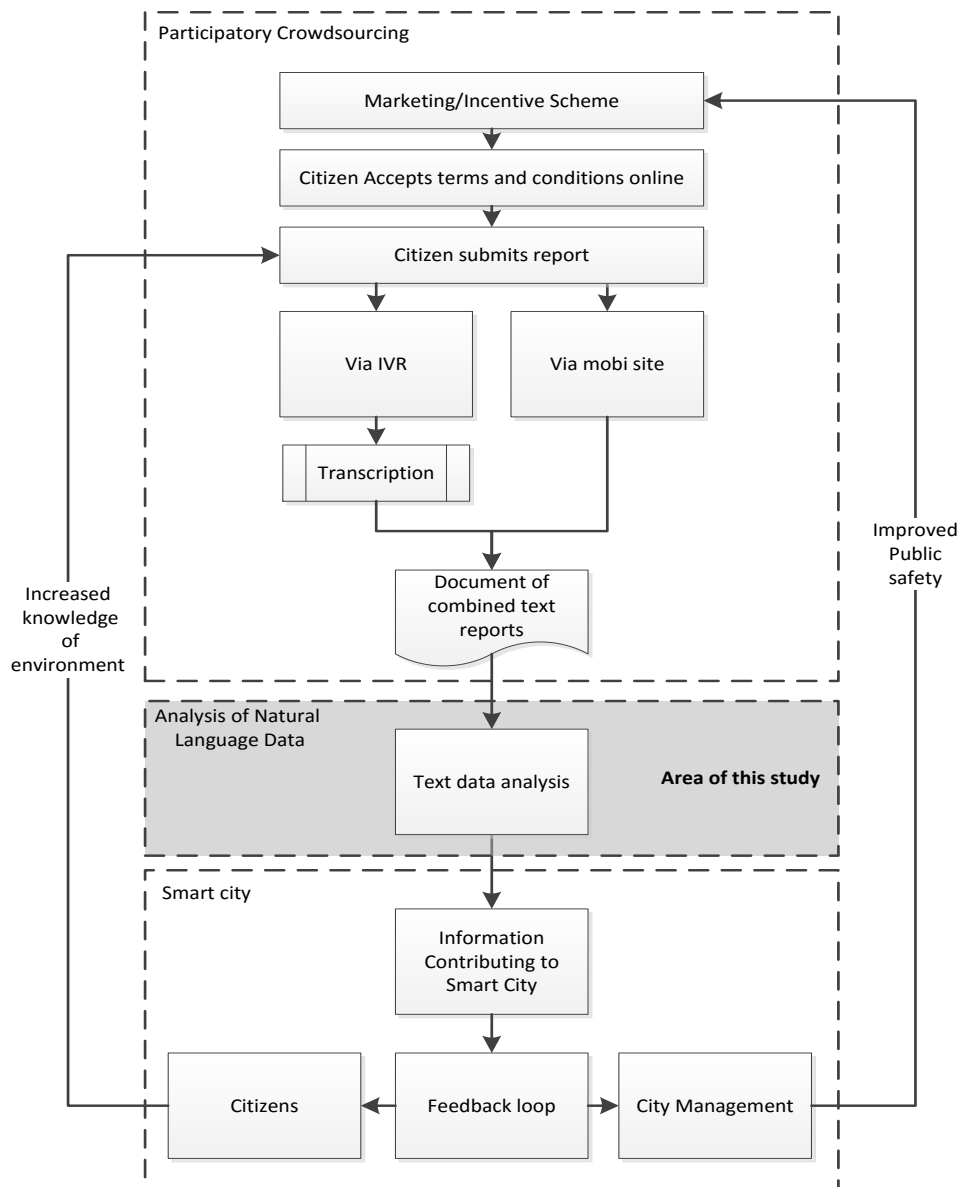 Participatory Crowdsourcing
Marketing/Incentive Scheme
Citizen Accepts terms and conditions online
Citizen submits report
Via IVR
Via mobi site
Transcription
Document of
combined text
reports
Increased
knowledge
of
environment
Improved
Public
safety
Analysis of Natural
Language Data
Text data analysis
Area of this study
Smart city
Information
Contributing to
Smart City
Citizens
Feedback loop
City Management